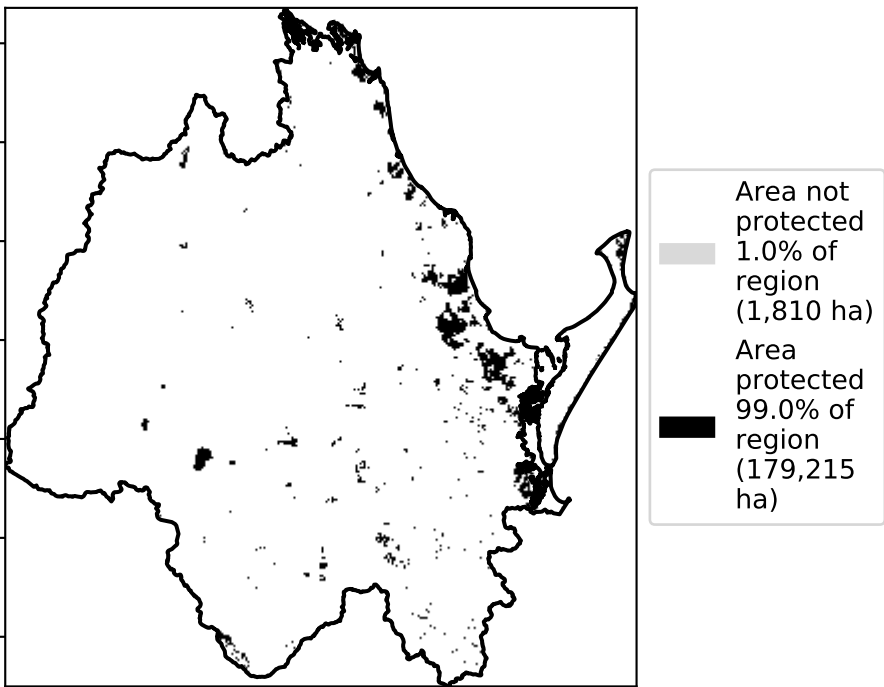 Area not
protected
1.0% of
region
(1,810 ha)
Area
protected
99.0% of
region
(179,215
ha)